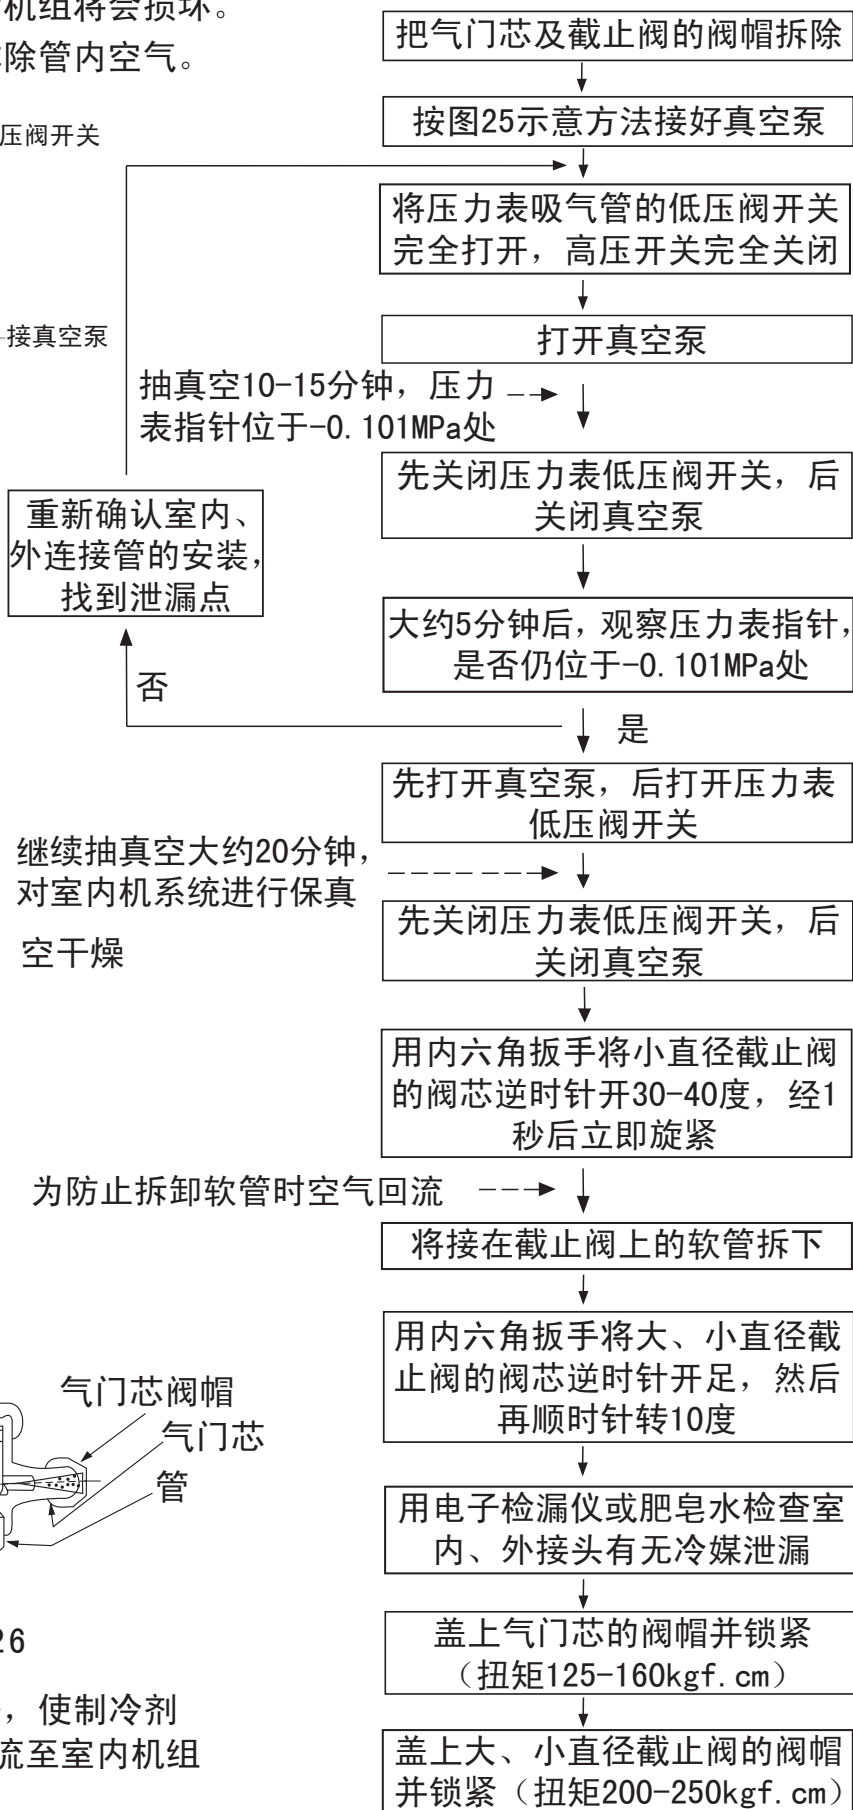 机组将会损坏。
除管内空气。
压阀开关
接真空泵
把气门芯及截止阀的阀帽拆除
按图25示意方法接好真空泵
将压力表吸气管的低压阀开关
完全打开，高压开关完全关闭
打开真空泵
抽真空10-15分钟，压力
表指针位于-0.101MPa处
先关闭压力表低压阀开关，后
关闭真空泵
重新确认室内、
外连接管的安装，
找到泄漏点
大约5分钟后，观察压力表指针，
是否仍位于-0.101MPa处
否
是
先打开真空泵，后打开压力表
低压阀开关
继续抽真空大约20分钟，
对室内机系统进行保真
空干燥
先关闭压力表低压阀开关，后
关闭真空泵
用内六角扳手将小直径截止阀
的阀芯逆时针开30-40度，经1
秒后立即旋紧
为防止拆卸软管时空气回流
将接在截止阀上的软管拆下
用内六角扳手将大、小直径截
止阀的阀芯逆时针开足，然后
再顺时针转10度
气门芯阀帽
气门芯
管
用电子检漏仪或肥皂水检查室
内、外接头有无冷媒泄漏
26
盖上气门芯的阀帽并锁紧
（扭矩125-160kgf.cm）
，使制冷剂
流至室内机组
盖上大、小直径截止阀的阀帽
并锁紧（扭矩200-250kgf.cm）